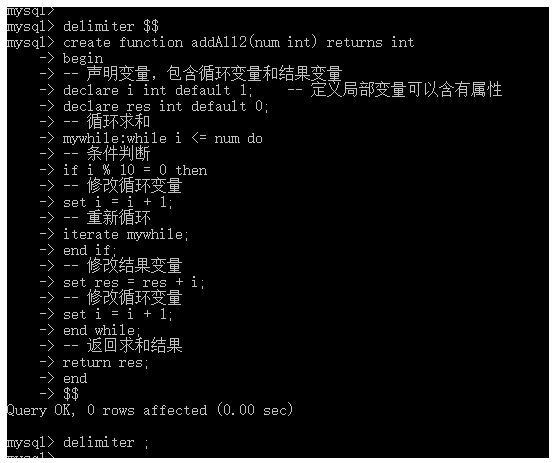 mysql>
mysql> delimiter $$
mysql> create function addAll2(num int) returns int
-> begin
-> -- 声明变量，包含循环变量和结果变量
-> declare i int default 1;    -- 定义局部变量可以含有属性
-> declare res int default 0;
-> -- 循环求和
-> mywhile:while i <= num do
-> -- 条件判断
-> if i % 10 = 0 then
-> -- 修改循环变量
-> set i = i + 1;
-> -- 重新循环
-> iterate mywhile;
-> end if;
-> -- 修改结果变量
-> set res = res + i;
-> -- 修改循环变量
-> set i = i + 1;
-> end while;
-> -- 返回求和结果
-> return res;
-> end
-> $$
Query OK, 0 rows affected (0.00 sec)
mysql> delimiter ;
mysql>